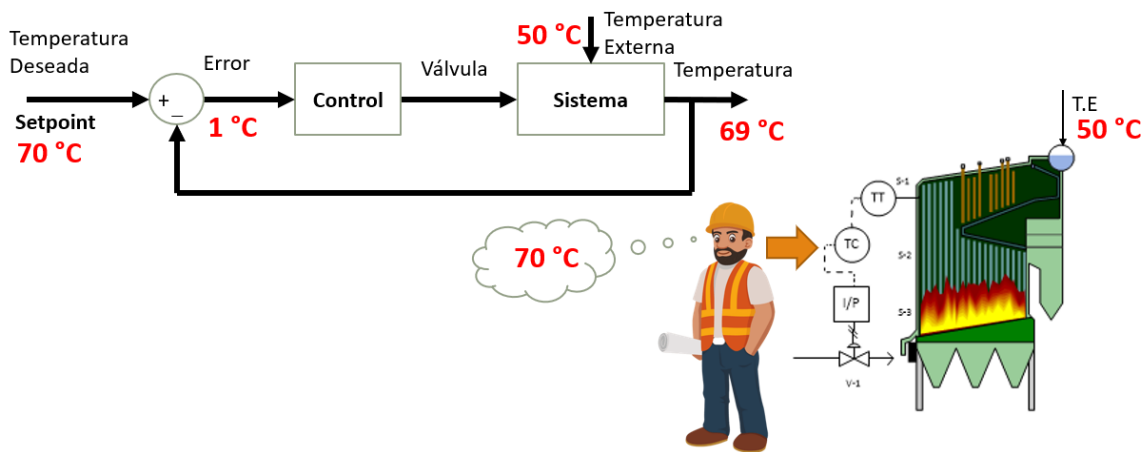 Temperatura
Deseada
Setpoint
70 °C
+
_
Error
1 °C
Control
Válvula
50 °C
Temperatura
Externa
Sistema
Temperatura
69 °C
70 °C
T.E
50 °C
S-1
TT
TC
S-2
I/P
S-3
V-1